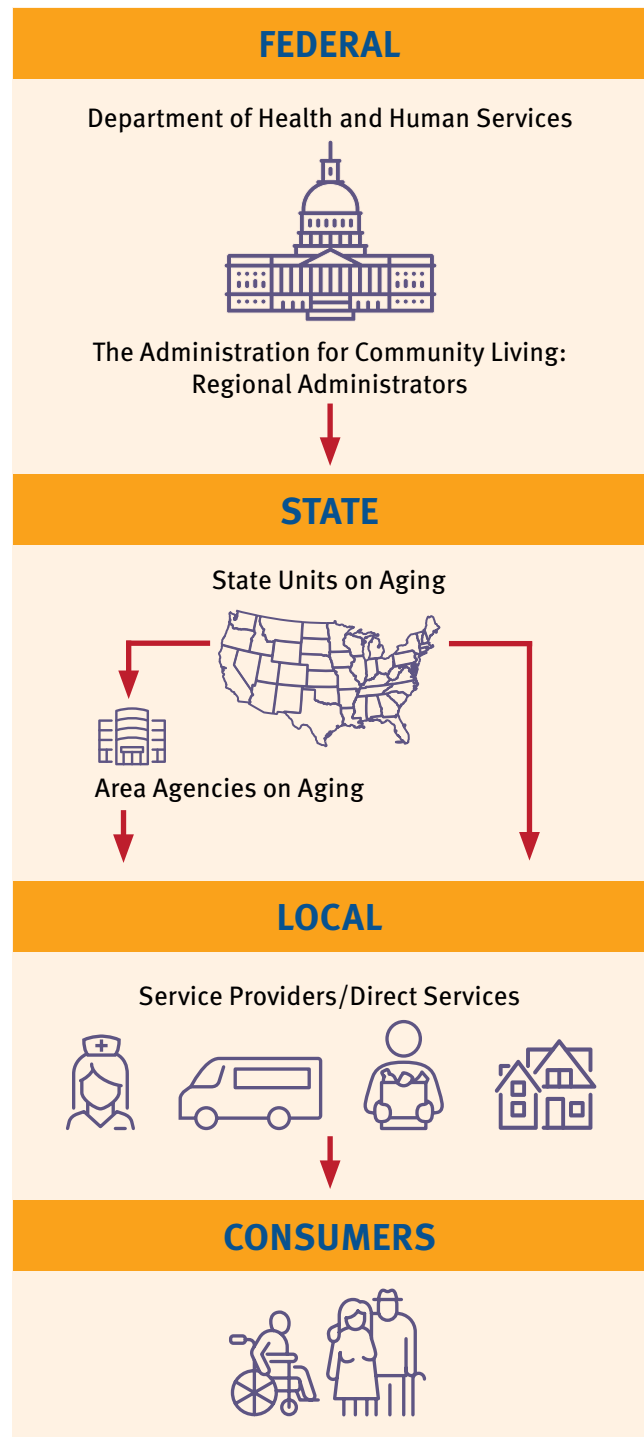 FEDERAL
Department of Health and Human Services
The Administration for Community Living:
Regional Administrators
STATE
State Units on Aging
Area Agencies on Aging
LOCAL
Service Providers/Direct Services
CONSUMERS